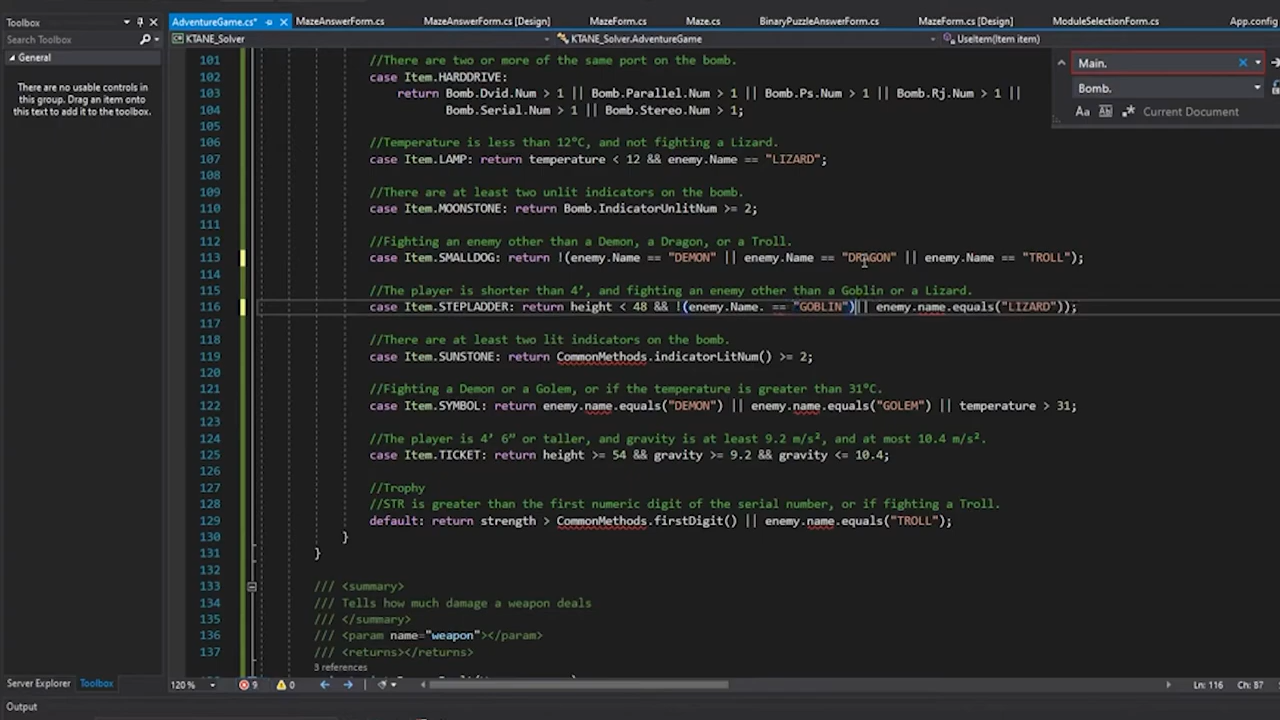 Toolbox
AdventureGame.cs*
MazeAnswerForm.cs
MazeAnswerForm.cs [Design]
MazeForm.cs
Maze.cs
BinaryPuzzleAnswerForm.cs
MazeForm.cs [Design]
ModuleSelectionForm.cs
App.config
Search Toolbox
KTANE_Solver
KTANE_Solver.AdventureGame
UseItem(Item item)
General
There are no usable controls in
this group. Drag an item onto
this text to add it to the toolbox.
Main.
Bomb.
Aa Ab Current Document
101 //There are two or more of the same port on the bomb.
102 case Item.HARDDRIVE:
103 return Bomb.Dvid.Num > 1 || Bomb.Parallel.Num > 1 || Bomb.Ps.Num > 1 || Bomb.Rj.Num > 1 ||
104 Bomb.Serial.Num > 1 || Bomb.Stereo.Num > 1;
105
106 //Temperature is less than 12°C, and not fighting a Lizard.
107 case Item.LAMP: return temperature < 12 && enemy.Name == "LIZARD";
108
109 //There are at least two unlit indicators on the bomb.
110 case Item.MOONSTONE: return Bomb.IndicatorUnlitNum >= 2;
111
112 //Fighting an enemy other than a Demon, a Dragon, or a Troll.
113 case Item.SMALLDOG: return !(enemy.Name == "DEMON" || enemy.Name == "DRAGON" || enemy.Name == "TROLL");
114
115 //The player is shorter than 4’, and fighting an enemy other than a Goblin or a Lizard.
116 case Item.STEPLADDER: return height < 48 && !(enemy.Name. == "GOBLIN")|| enemy.name.equals("LIZARD"));
117
118 //There are at least two lit indicators on the bomb.
119 case Item.SUNSTONE: return CommonMethods.indicatorLitNum() >= 2;
120
121 //Fighting a Demon or a Golem, or if the temperature is greater than 31°C.
122 case Item.SYMBOL: return enemy.name.equals("DEMON") || enemy.name.equals("GOLEM") || temperature > 31;
123
124 //The player is 4’ 6” or taller, and gravity is at least 9.2 m/s², and at most 10.4 m/s².
125 case Item.TICKET: return height >= 54 && gravity >= 9.2 && gravity <= 10.4;
126
127 //Trophy
128 //STR is greater than the first numeric digit of the serial number, or if fighting a Troll.
129 default: return strength > CommonMethods.firstDigit() || enemy.name.equals("TROLL");
130 }
131 }
132
133 /// <summary>
134 /// Tells how much damage a weapon deals
135 /// </summary>
136 /// <param name="weapon"></param>
137 /// <returns></returns>
3 references
Server Explorer
Toolbox
120 %
9
0
Ln: 116
Ch: 87
Output